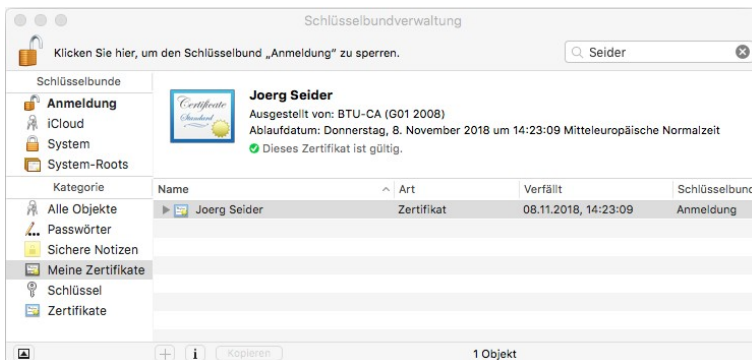 Schlüsselbundverwaltung
Klicken Sie hier, um den Schlüsselbund „Anmeldung" zu sperren.
Seider
Schlüsselbunde
Anmeldung
iCloud
System
System-Roots
Kategorie
Alle Objekte
Passwörter
Sichere Notizen
Meine Zertifikate
Schlüssel
Zertifikate
Certificate
Standard
Joerg Seider
Ausgestellt von: BTU-CA (G01 2008)
Ablaufdatum: Donnerstag, 8. November 2018 um 14:23:09 Mitteleuropäische Normalzeit
Dieses Zertifikat ist gültig.
Name Art Verfällt Schlüsselbund
Joerg Seider Zertifikat 08.11.2018, 14:23:09 Anmeldung
Kopieren
1 Objekt